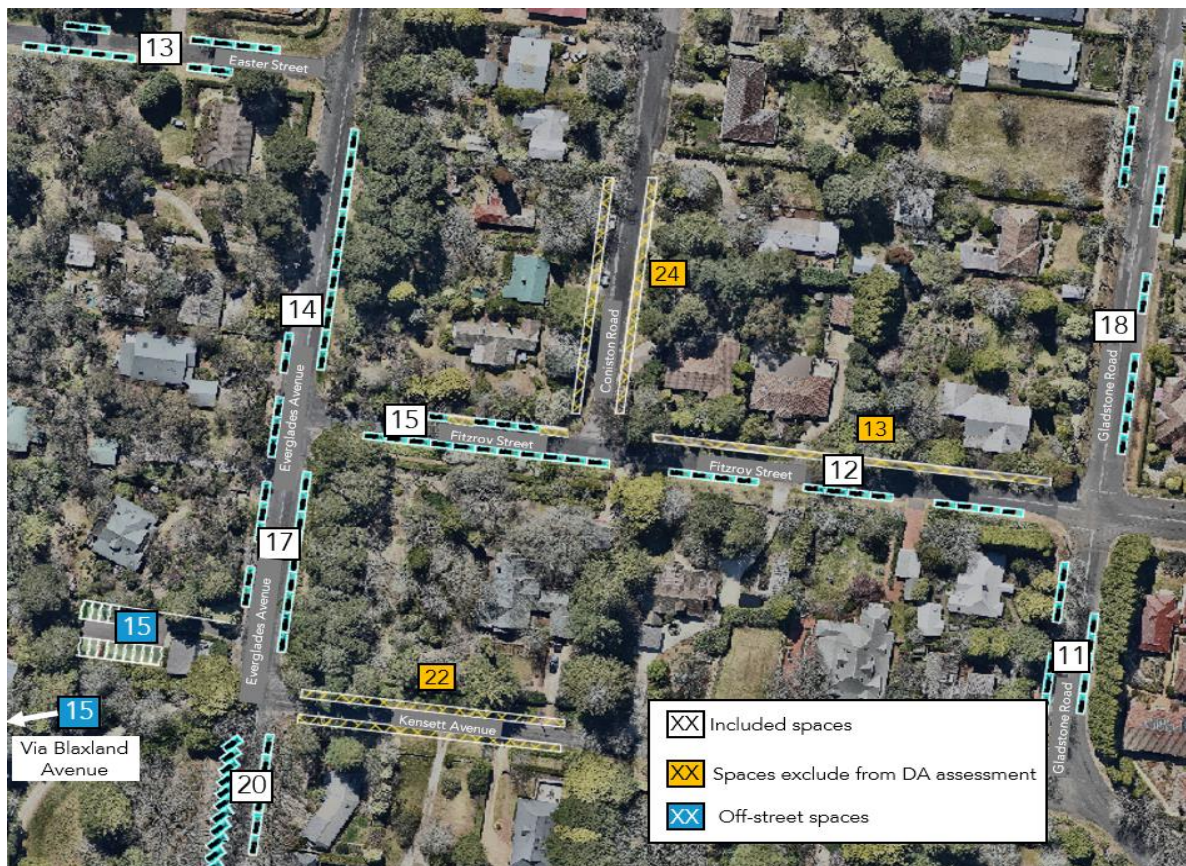 13
Easter Street
24
14
18
Everglades Avenue
Coniston Road
Gladstone Road
15
Fitzroy Street
13
Fitzroy Street
12
17
15
Everglades Avenue
11
Gladstone Road
22
Kensett Avenue
15
Via Blaxland
Avenue
20
XX Included spaces
XX Spaces exclude from DA assessment
XX Off-street spaces